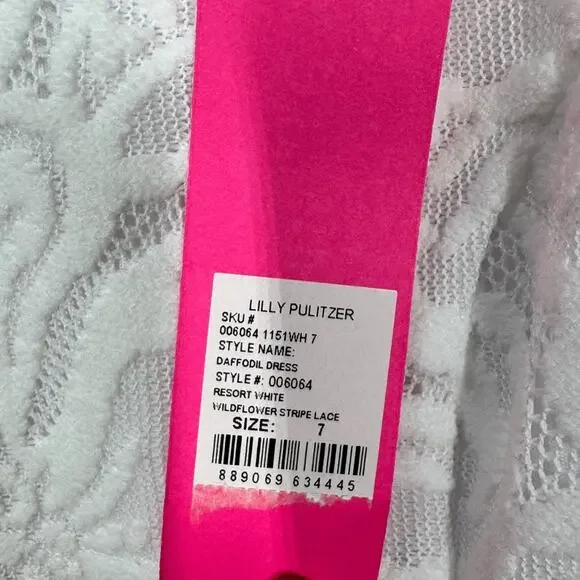 LILLY PULITZER
SKU #
006064 1151WH 7
STYLE NAME:
DAFFODIL DRESS
STYLE #: 006064
RESORT WHITE
WILDFLOWER STRIPE LACE
SIZE: 7
889069 634445